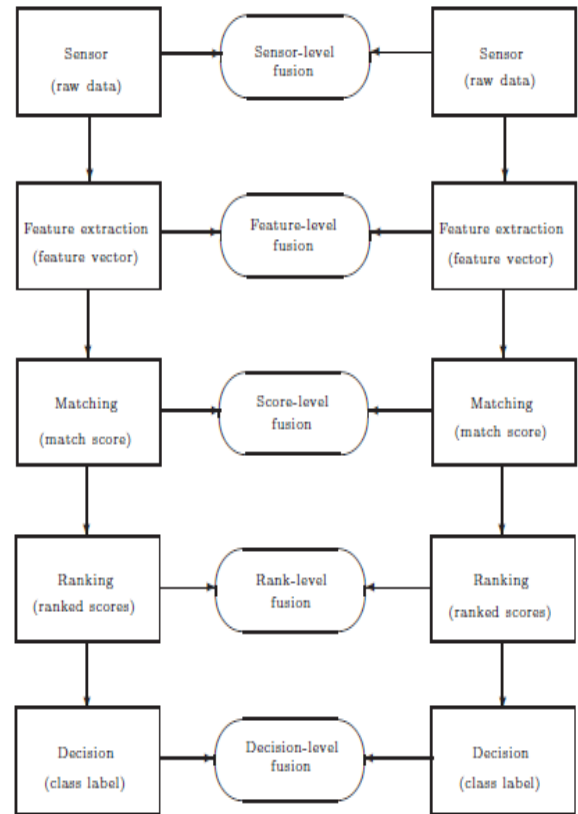 Sensor
(raw data)
Sensor-level
fusion
Sensor
(raw data)
Feature extraction
(feature vector)
Feature-level
fusion
Feature extraction
(feature vector)
Matching
(match score)
Score-level
fusion
Matching
(match score)
Ranking
(ranked scores)
Rank-level
fusion
Ranking
(ranked scores)
Decision
(class label)
Decision-level
fusion
Decision
(class label)